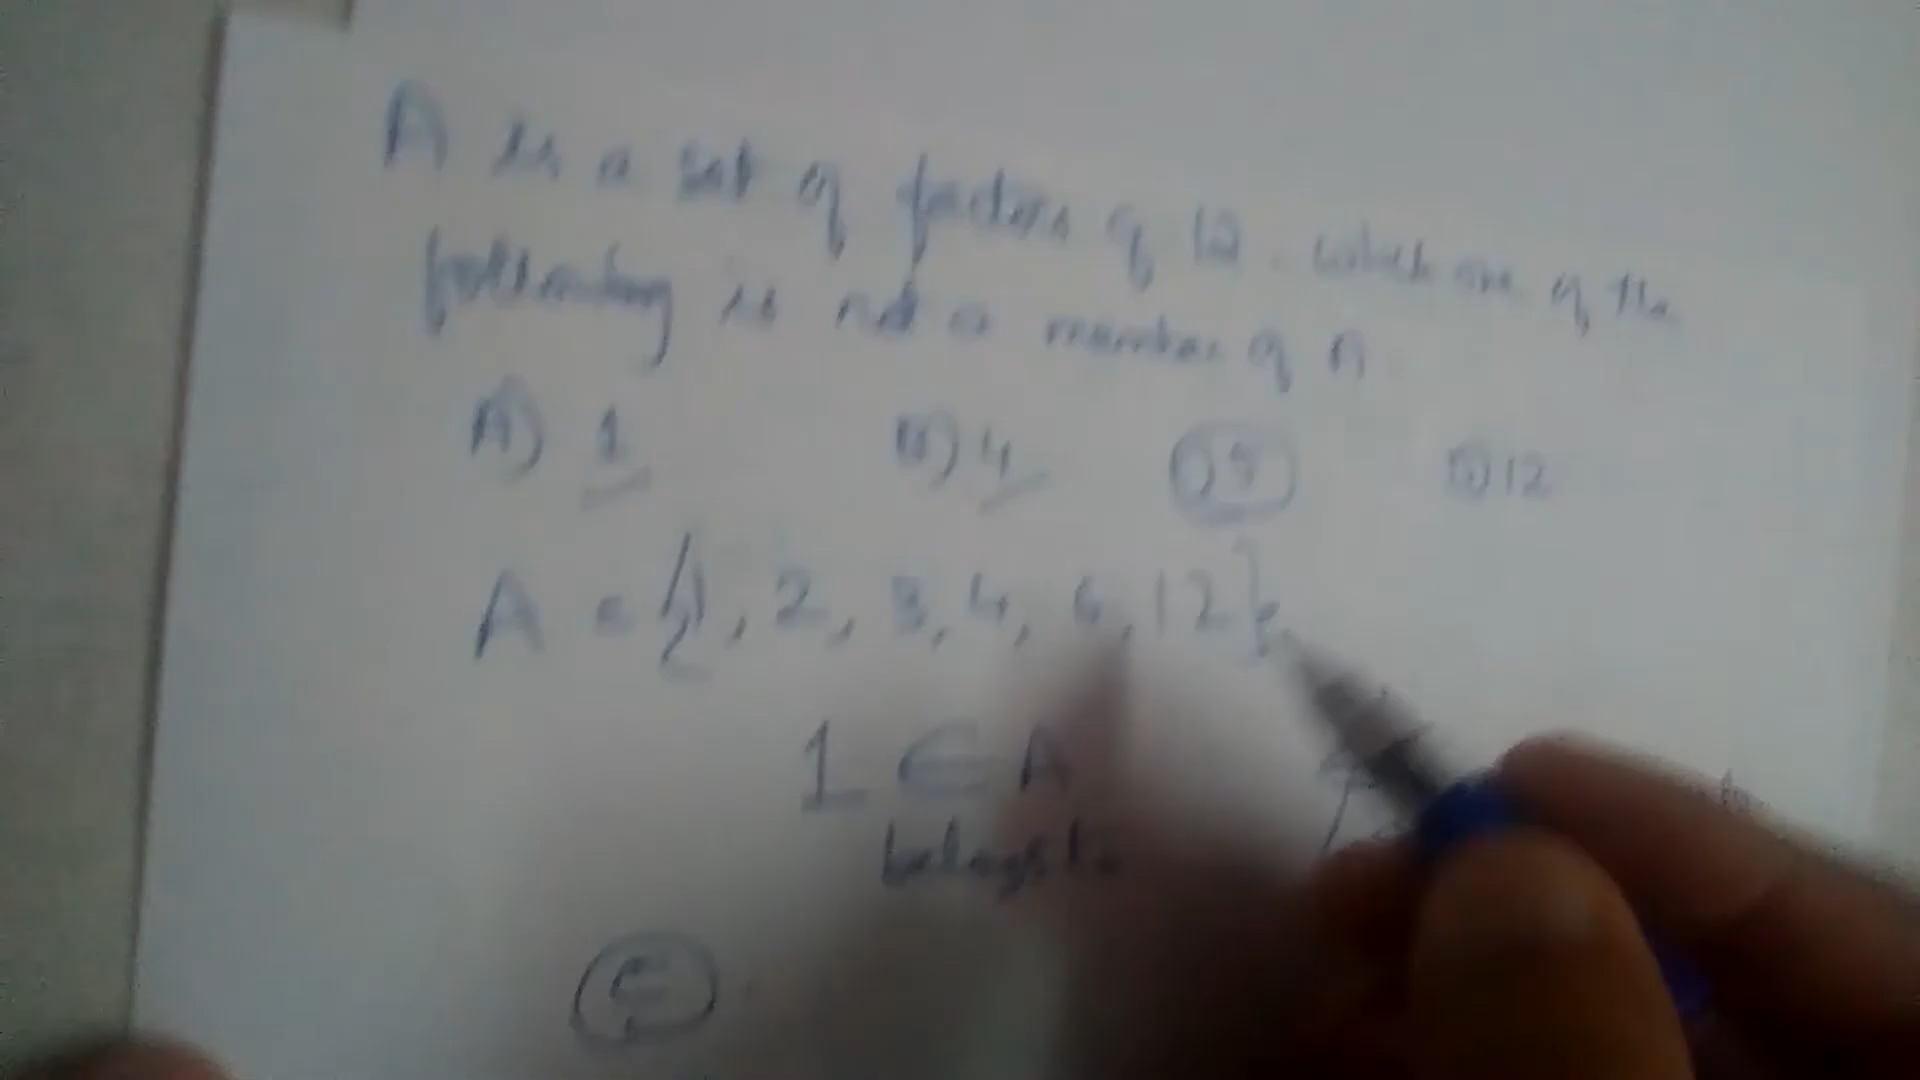 A is a set of factors of 12. which one of the
following is not a member of A
A) 1 B) 4 5 D) 12
A = {1, 2, 3, 4, 6, 12}
1 ∈ A
belongs to